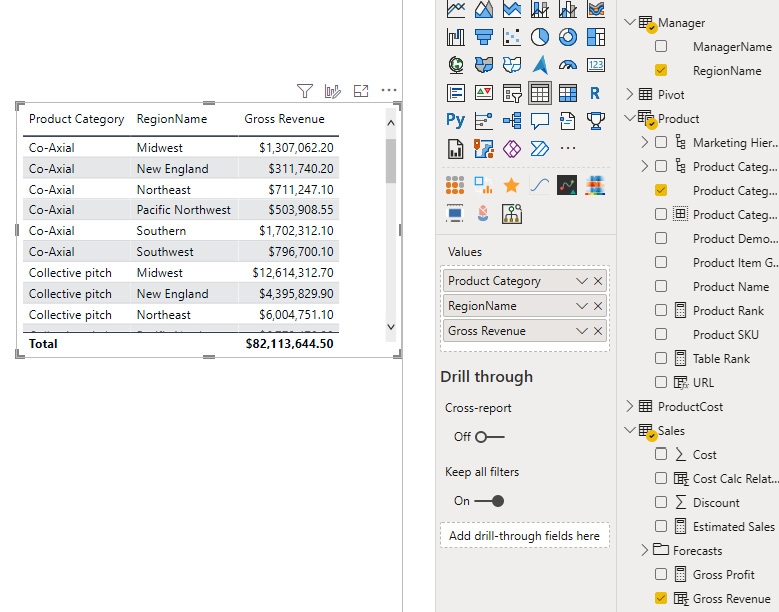 Product Category RegionName Gross Revenue
Co-Axial Midwest $1,307,062.20
Co-Axial New England $311,740.20
Co-Axial Northeast $711,247.10
Co-Axial Pacific Northwest $503,908.55
Co-Axial Southern $1,702,312.10
Co-Axial Southwest $796,700.10
Collective pitch Midwest $12,614,312.70
Collective pitch New England $4,395,829.90
Collective pitch Northeast $6,004,751.10
Total $82,113,644.50
123
R
Py
Values
Product Category
RegionName
Gross Revenue
Drill through
Cross-report
Off
Keep all filters
On
Add drill-through fields here
Manager
ManagerName
RegionName
Pivot
Product
Marketing Hier...
Product Categ...
Product Categ...
Product Categ...
Product Demo...
Product Item G...
Product Name
Product Rank
Product SKU
Table Rank
URL
ProductCost
Sales
Cost
Cost Calc Relat...
Discount
Estimated Sales
Forecasts
Gross Profit
Gross Revenue